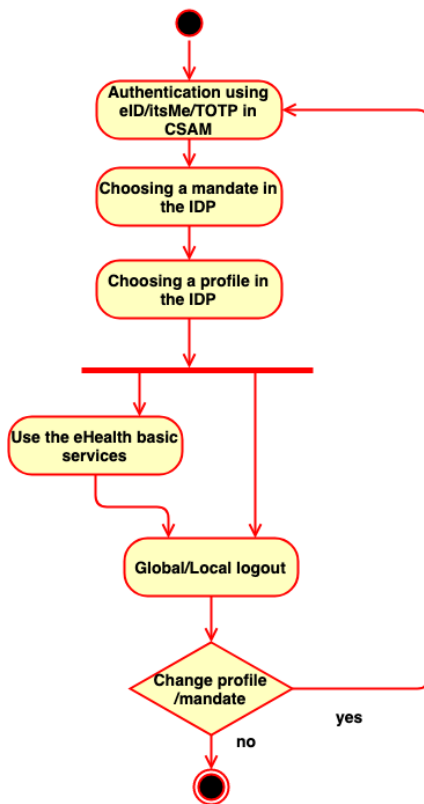 Authentication using
eID/itsMe/TOTP in
CSAM
Choosing a mandate in
the IDP
Choosing a profile in
the IDP
Use the eHealth basic
services
Global/Local logout
Change profile
/mandate
yes
no